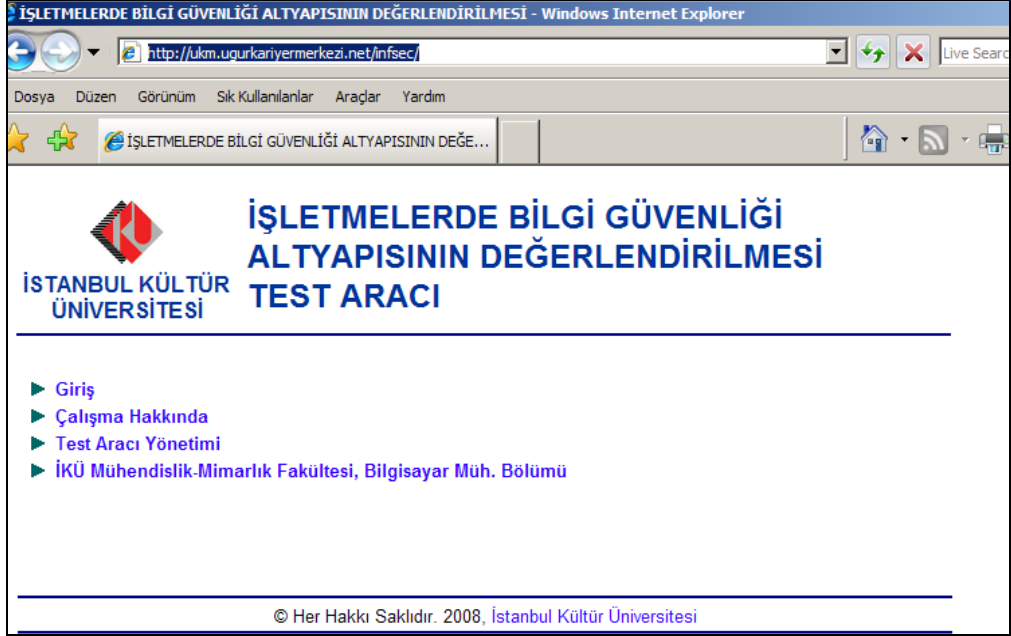 İŞLETMELERDE BİLGİ GÜVENLİĞİ ALTYAPISININ DEĞERLENDİRİLMESİ - Windows Internet Explorer
http://ukm.ugurkariyermerkezi.net/infsec/
Live Searc
Dosya Düzen Görünüm Sık Kullanılanlar Araçlar Yardım
İŞLETMELERDE BİLGİ GÜVENLİĞİ ALTYAPISININ DEĞE...
İSTANBUL KÜLTÜR
ÜNİVERSİTESİ
İŞLETMELERDE BİLGİ GÜVENLİĞİ
ALTYAPISININ DEĞERLENDİRİLMESİ
TEST ARACI
Giriş
Çalışma Hakkında
Test Aracı Yönetimi
İKÜ Mühendislik-Mimarlık Fakültesi, Bilgisayar Müh. Bölümü
© Her Hakkı Saklıdır. 2008, İstanbul Kültür Üniversitesi